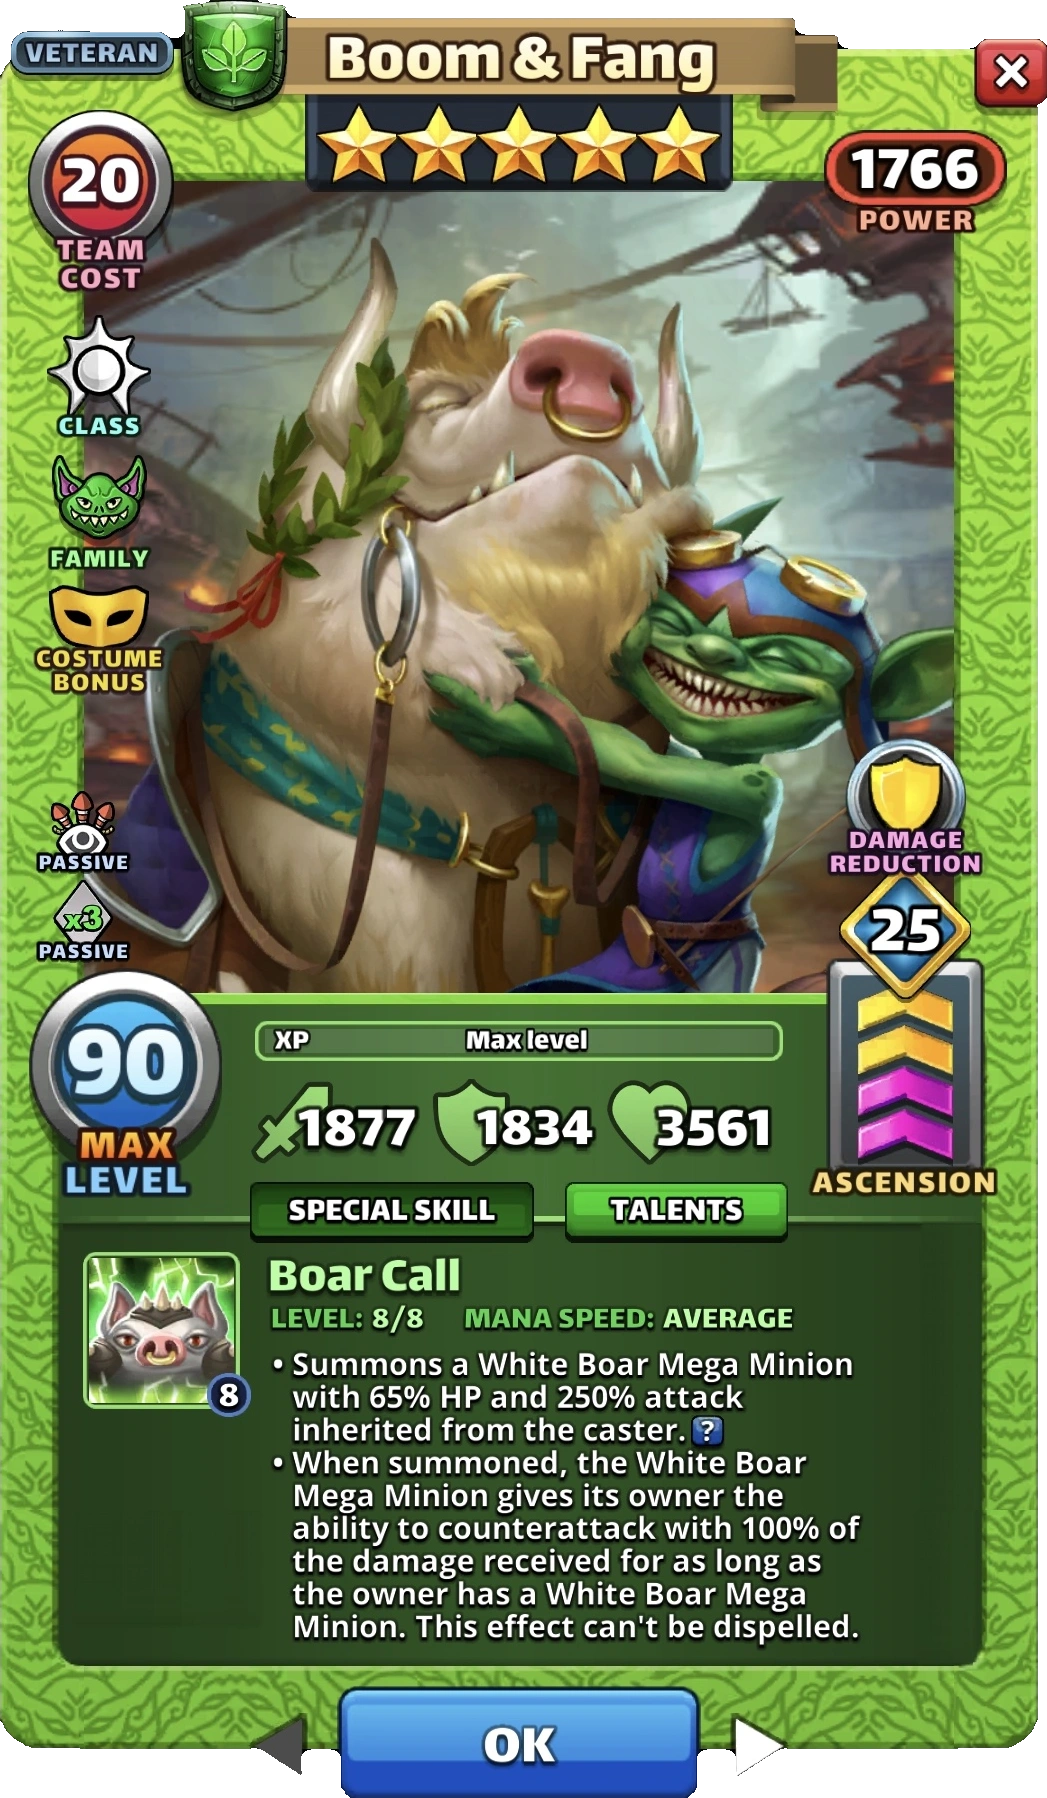 VETERAN
Boom & Fang
20
TEAM
COST
1766
POWER
CLASS
FAMILY
COSTUME
BONUS
PASSIVE
x3
PASSIVE
DAMAGE
REDUCTION
25
90
MAX
LEVEL
XP
Max level
1877
1834
3561
ASCENSION
SPECIAL SKILL
TALENTS
8
Boar Call
LEVEL: 8/8 MANA SPEED: AVERAGE
• Summons a White Boar Mega Minion
with 65% HP and 250% attack
inherited from the caster. ?
• When summoned, the White Boar
Mega Minion gives its owner the
ability to counterattack with 100% of
the damage received for as long as
the owner has a White Boar Mega
Minion. This effect can't be dispelled.
OK